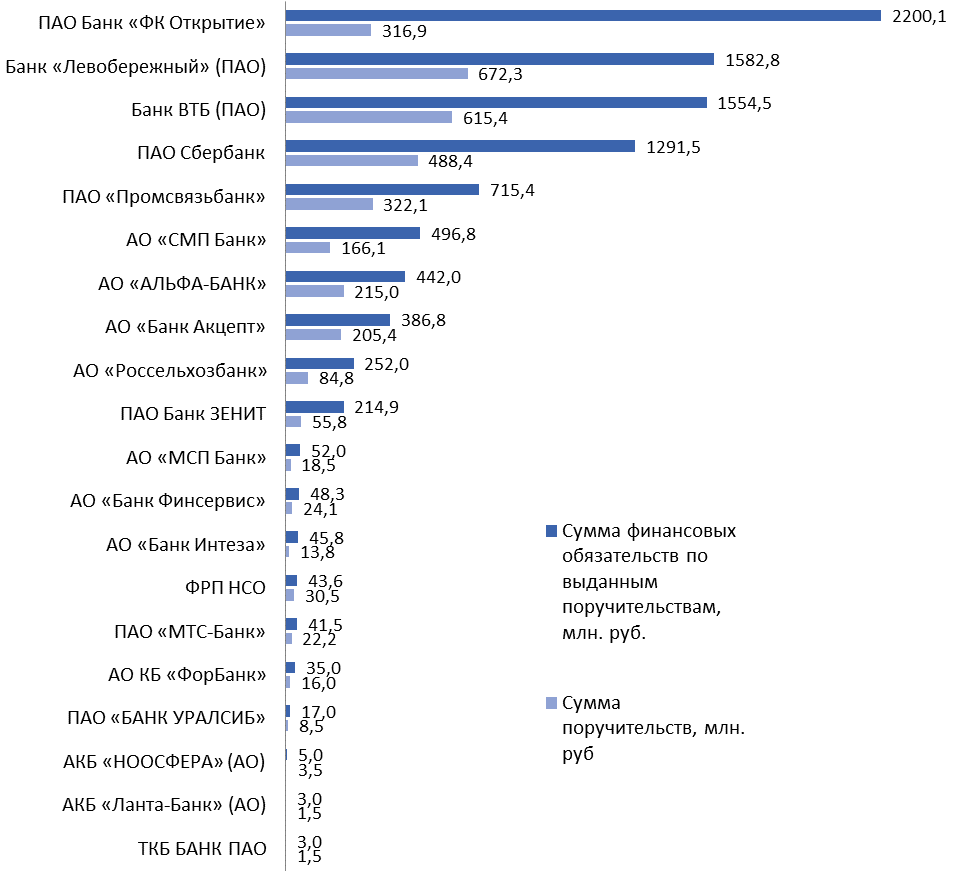 ПАО Банк «ФК Открытие»
2200,1
316,9
Банк «Левобережный» (ПАО)
1582,8
672,3
Банк ВТБ (ПАО)
1554,5
615,4
ПАО Сбербанк
1291,5
488,4
ПАО «Промсвязьбанк»
715,4
322,1
АО «СМП Банк»
496,8
166,1
АО «АЛЬФА-БАНК»
442,0
215,0
АО «Банк Акцепт»
386,8
205,4
АО «Россельхозбанк»
252,0
84,8
ПАО Банк ЗЕНИТ
214,9
55,8
АО «МСП Банк»
52,0
18,5
АО «Банк Финсервис»
48,3
24,1
АО «Банк Интеза»
45,8
13,8
ФРП НСО
43,6
30,5
ПАО «МТС-Банк»
41,5
22,2
АО КБ «ФорБанк»
35,0
16,0
ПАО «БАНК УРАЛСИБ»
17,0
8,5
АКБ «НООСФЕРА» (АО)
5,0
3,5
АКБ «Ланта-Банк» (АО)
3,0
1,5
ТКБ БАНК ПАО
3,0
1,5
Сумма финансовых
обязательств по
выданным
поручительствам,
млн. руб.
Сумма
поручительств, млн.
руб